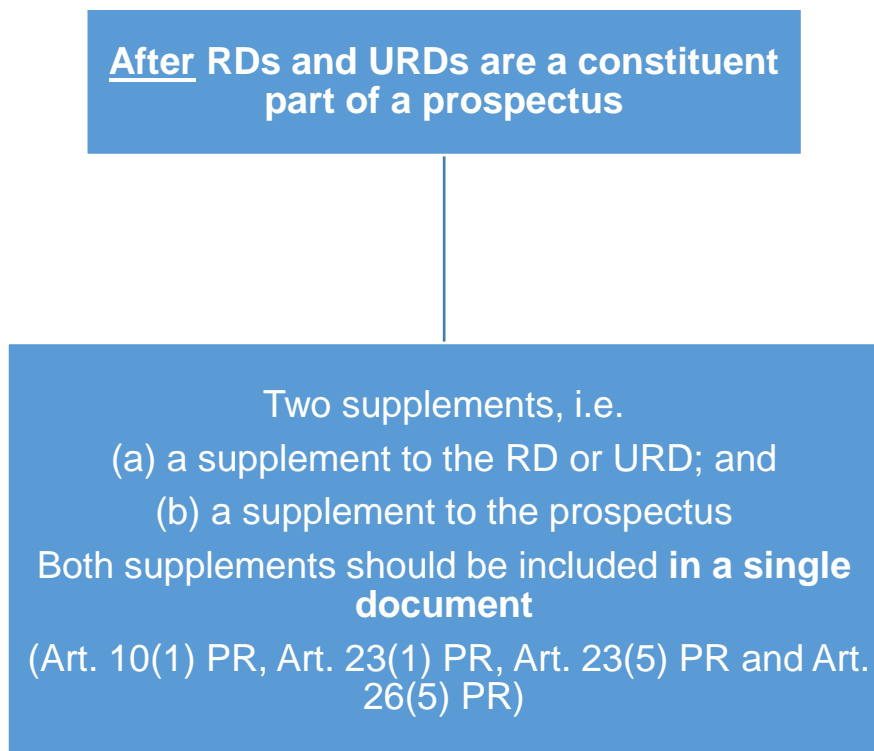 After RDs and URDs are a constituent
part of a prospectus
Two supplements, i.e.
(a) a supplement to the RD or URD; and
(b) a supplement to the prospectus
Both supplements should be included in a single
document
(Art. 10(1) PR, Art. 23(1) PR, Art. 23(5) PR and Art.
26(5) PR)